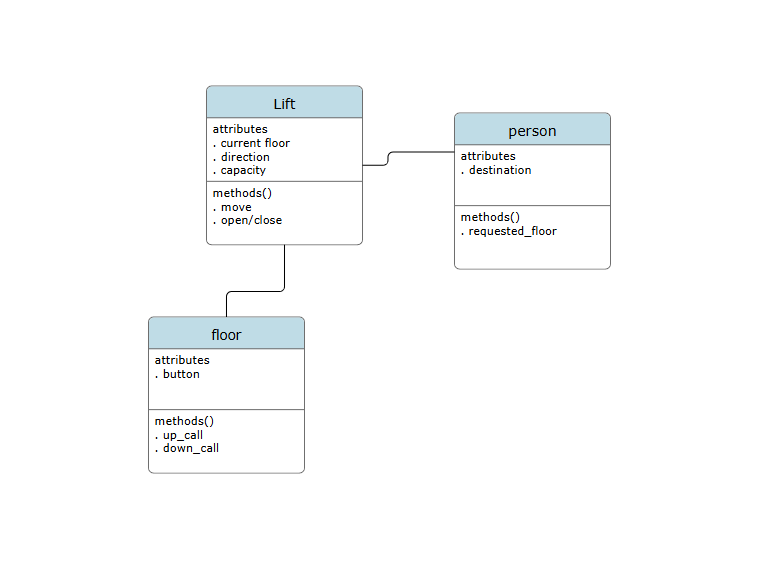 Lift
attributes
. current floor
. direction
. capacity
methods()
. move
. open/close
person
attributes
. destination
methods()
. requested_floor
floor
attributes
. button
methods()
. up_call
. down_call